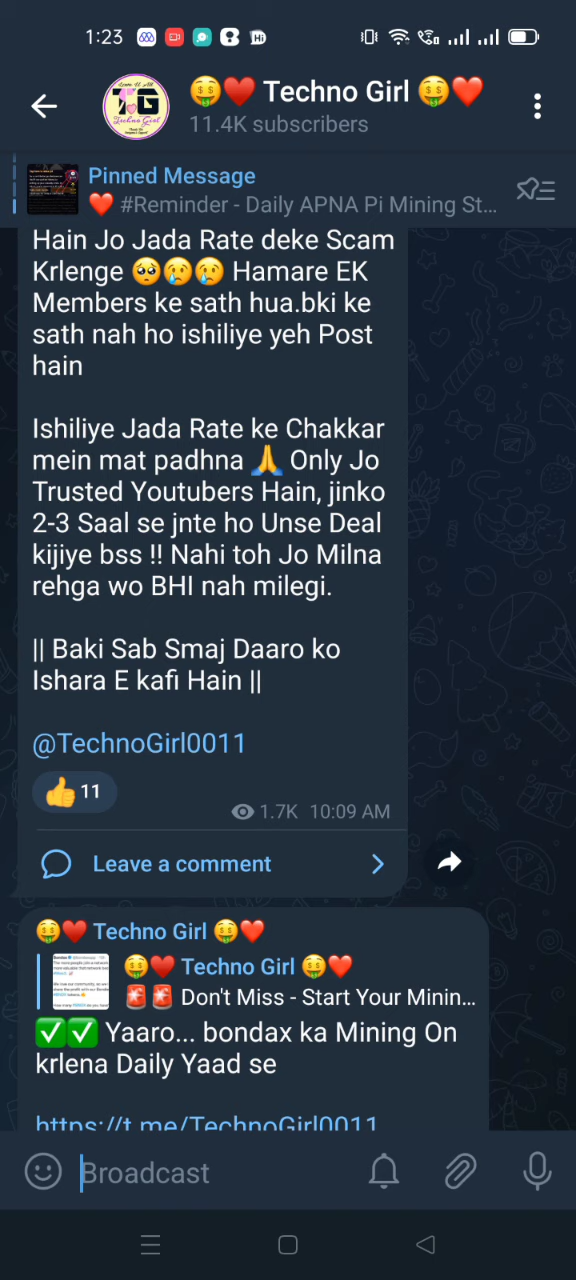 1:23
🤑♥️ Techno Girl 🤑♥️
11.4K subscribers
Pinned Message
♥️ #Reminder - Daily APNA Pi Mining St...
Hain Jo Jada Rate deke Scam
Krlenge 🥺😢😢 Hamare EK
Members ke sath hua.bki ke
sath nah ho ishiliye yeh Post
hain
Ishiliye Jada Rate ke Chakkar
mein mat padhna 🙏 Only Jo
Trusted Youtubers Hain, jinko
2-3 Saal se jnte ho Unse Deal
kijiye bss !! Nahi toh Jo Milna
rehga wo BHI nah milegi.
|| Baki Sab Smaj Daaro ko
Ishara E kafi Hain ||
@TechnoGirl0011
👍 11
1.7K 10:09 AM
Leave a comment
🤑♥️ Techno Girl 🤑♥️
🤑♥️ Techno Girl 🤑♥️
🚨🚨 Don't Miss - Start Your Minin...
✅✅ Yaaro... bondax ka Mining On
krlena Daily Yaad se
https://t.me/TechnoGirl0011
Broadcast